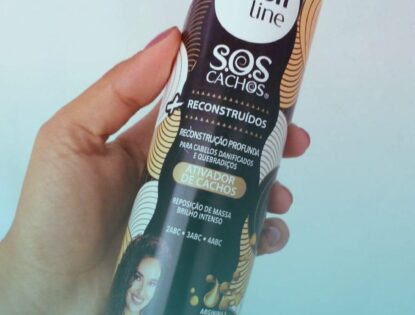 line
S.O.S
CACHOS®
+ RECONSTRUÍDOS
RECONSTRUÇÃO PROFUNDA
PARA CABELOS DANIFICADOS
E QUEBRADIÇOS
ATIVADOR
DE CACHOS
REPOSIÇÃO DE MASSA
BRILHO INTENSO
2ABC • 3ABC • 4ABC